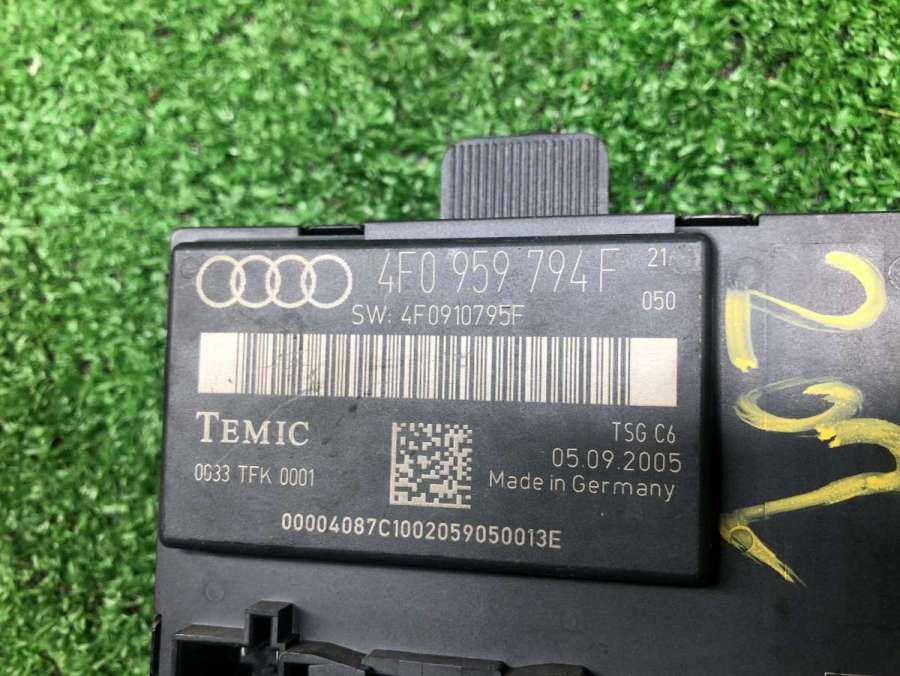 4F0 959 794 F 21
050
SW: 4F0910795F
TEMIC
TSG C6
0033 TFK 0001
05.09.2005
Made in Germany
00004087C1002059050013E